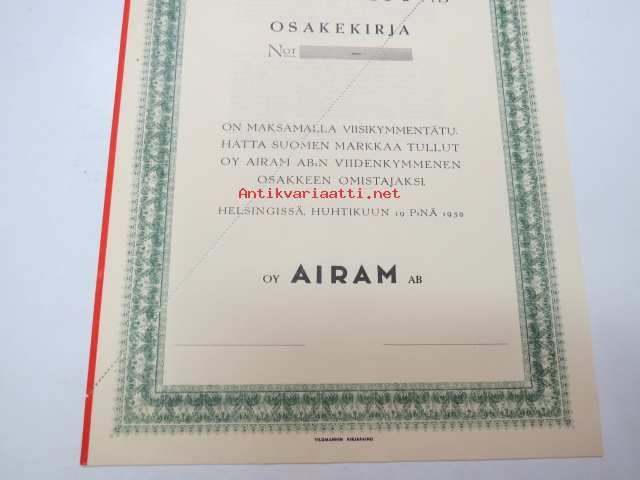 OSAKEKIRJA
Not
ON MAKSAMALLA VIISIKYMMENTÄTU.
HATTA SUOMEN MARKKAA TULLUT
OY AIRAM AB:N VIIDENKYMMENEN
OSAKKEEN OMISTAJAKSI.
Antikvariaatti.net
HELSINGISSÄ, HUHTIKUUN 19 P:NÄ 1950
OY AIRAM AB
TILGMANNIN KIRJAPAINO